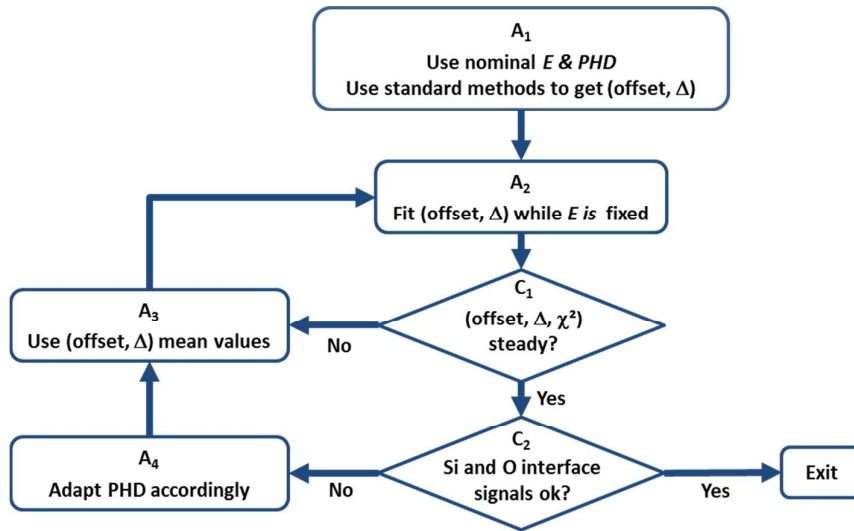 A₁
Use nominal E & PHD
Use standard methods to get (offset, Δ)
A₂
Fit (offset, Δ) while E is fixed
C₁
(offset, Δ, χ²)
steady?
No
A₃
Use (offset, Δ) mean values
Yes
C₂
Si and O interface
signals ok?
No
A₄
Adapt PHD accordingly
Yes
Exit